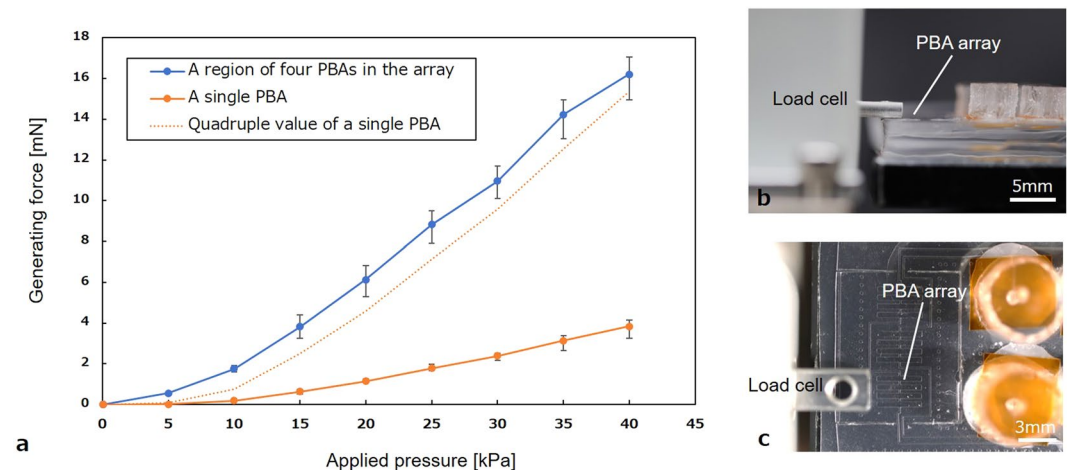 18
16
14
12
10
8
6
4
2
0
Generating force [mN]
A region of four PBAs in the array
A single PBA
Quadruple value of a single PBA
0 5 10 15 20 25 30 35 40 45
Applied pressure [kPa]
a
PBA array
Load cell
5mm
b
PBA array
Load cell
3mm
c